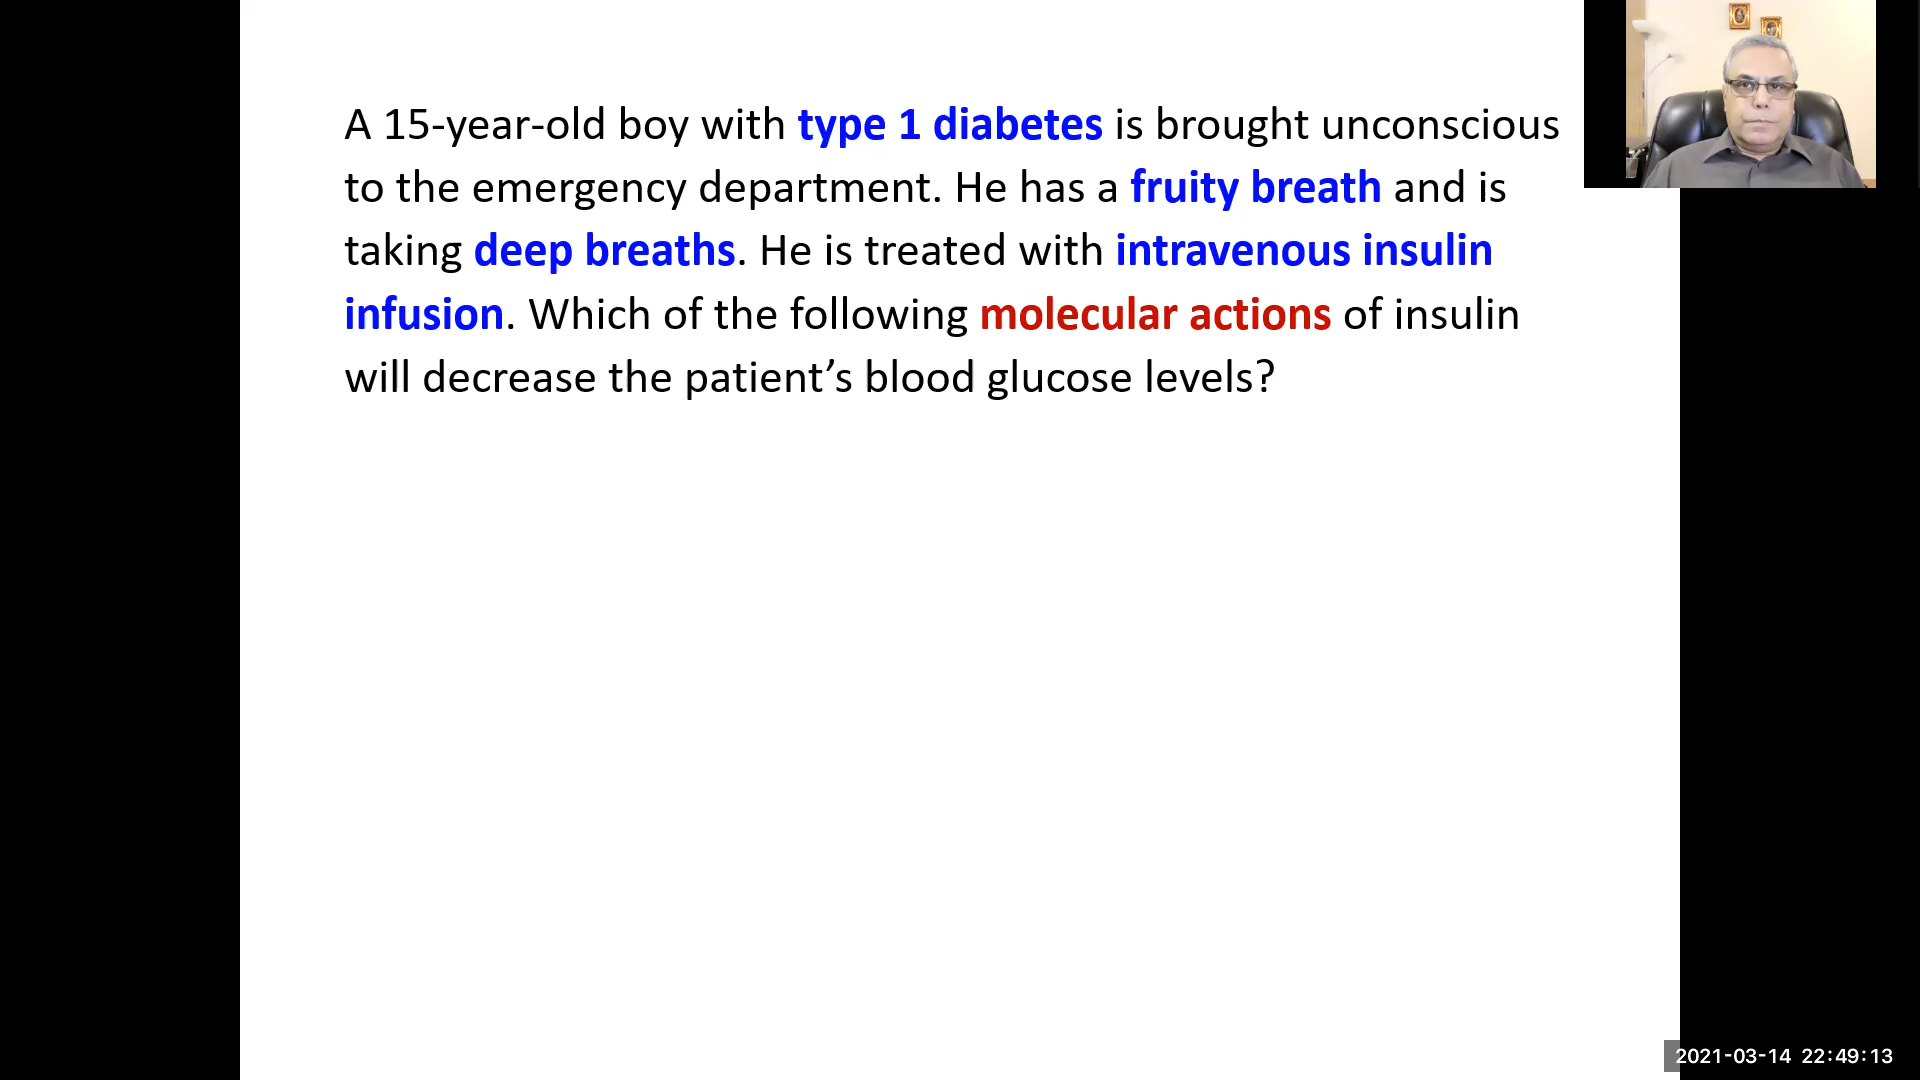 A 15-year-old boy with type 1 diabetes is brought unconscious
to the emergency department. He has a fruity breath and is
taking deep breaths. He is treated with intravenous insulin
infusion. Which of the following molecular actions of insulin
will decrease the patient’s blood glucose levels?
2021-03-14 22:49:13